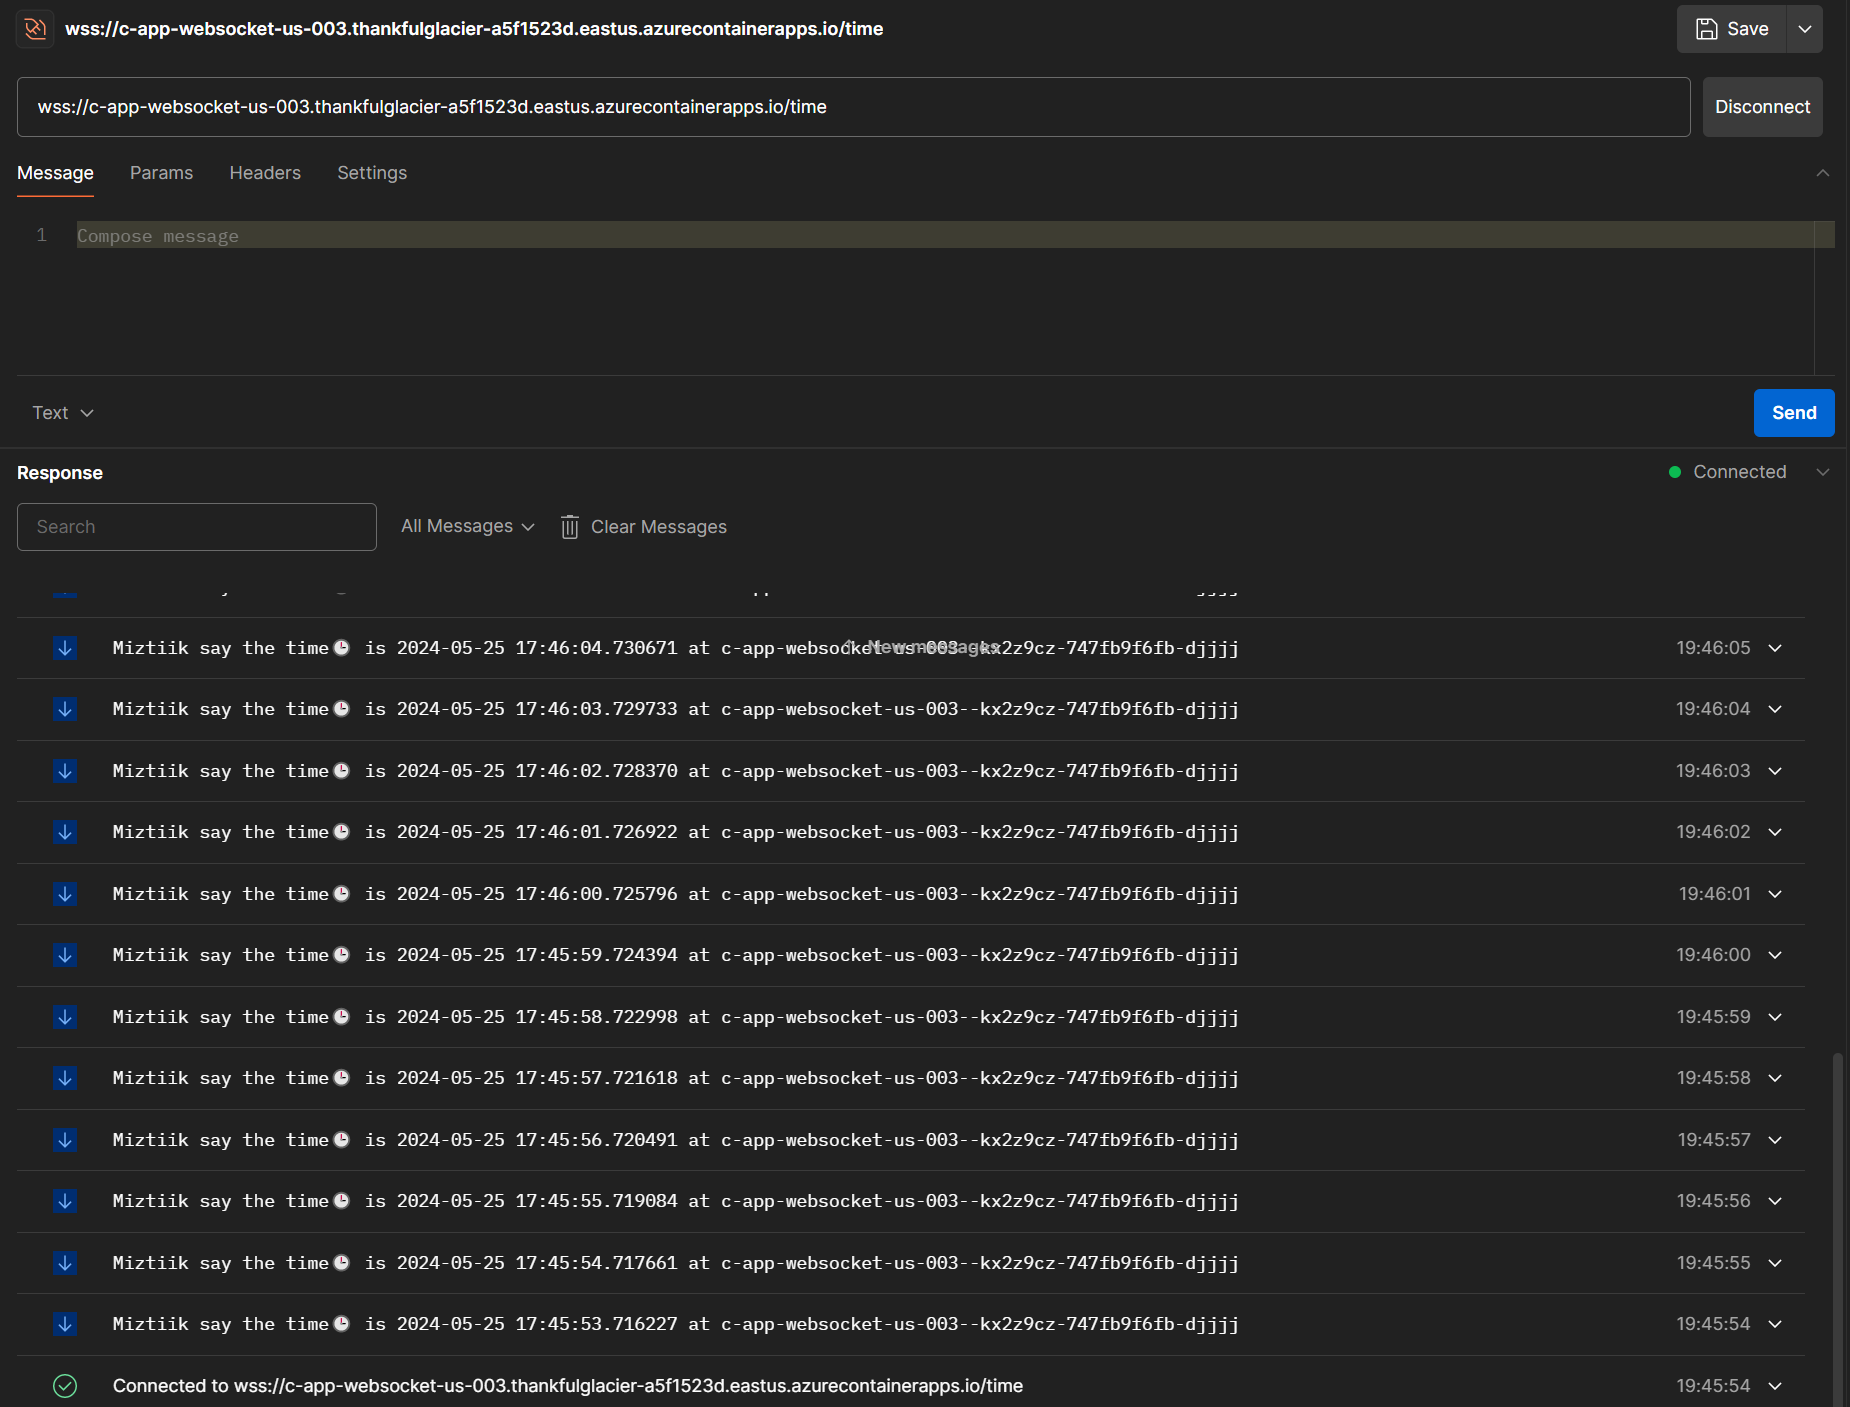 wss://c-app-websocket-us-003.thankfulglacier-a5f1523d.eastus.azurecontainerapps.io/time
Save
wss://c-app-websocket-us-003.thankfulglacier-a5f1523d.eastus.azurecontainerapps.io/time
Disconnect
Message Params Headers Settings
1 Compose message
Text
Send
Response
Connected
Search
All Messages
Clear Messages
↑ New messages
Miztiik say the time🕒 is 2024-05-25 17:46:04.730671 at c-app-websocket-us-003--kx2z9cz-747fb9f6fb-djjjj 19:46:05
Miztiik say the time🕒 is 2024-05-25 17:46:03.729733 at c-app-websocket-us-003--kx2z9cz-747fb9f6fb-djjjj 19:46:04
Miztiik say the time🕒 is 2024-05-25 17:46:02.728370 at c-app-websocket-us-003--kx2z9cz-747fb9f6fb-djjjj 19:46:03
Miztiik say the time🕒 is 2024-05-25 17:46:01.726922 at c-app-websocket-us-003--kx2z9cz-747fb9f6fb-djjjj 19:46:02
Miztiik say the time🕒 is 2024-05-25 17:46:00.725796 at c-app-websocket-us-003--kx2z9cz-747fb9f6fb-djjjj 19:46:01
Miztiik say the time🕒 is 2024-05-25 17:45:59.724394 at c-app-websocket-us-003--kx2z9cz-747fb9f6fb-djjjj 19:46:00
Miztiik say the time🕒 is 2024-05-25 17:45:58.722998 at c-app-websocket-us-003--kx2z9cz-747fb9f6fb-djjjj 19:45:59
Miztiik say the time🕒 is 2024-05-25 17:45:57.721618 at c-app-websocket-us-003--kx2z9cz-747fb9f6fb-djjjj 19:45:58
Miztiik say the time🕒 is 2024-05-25 17:45:56.720491 at c-app-websocket-us-003--kx2z9cz-747fb9f6fb-djjjj 19:45:57
Miztiik say the time🕒 is 2024-05-25 17:45:55.719084 at c-app-websocket-us-003--kx2z9cz-747fb9f6fb-djjjj 19:45:56
Miztiik say the time🕒 is 2024-05-25 17:45:54.717661 at c-app-websocket-us-003--kx2z9cz-747fb9f6fb-djjjj 19:45:55
Miztiik say the time🕒 is 2024-05-25 17:45:53.716227 at c-app-websocket-us-003--kx2z9cz-747fb9f6fb-djjjj 19:45:54
Connected to wss://c-app-websocket-us-003.thankfulglacier-a5f1523d.eastus.azurecontainerapps.io/time 19:45:54